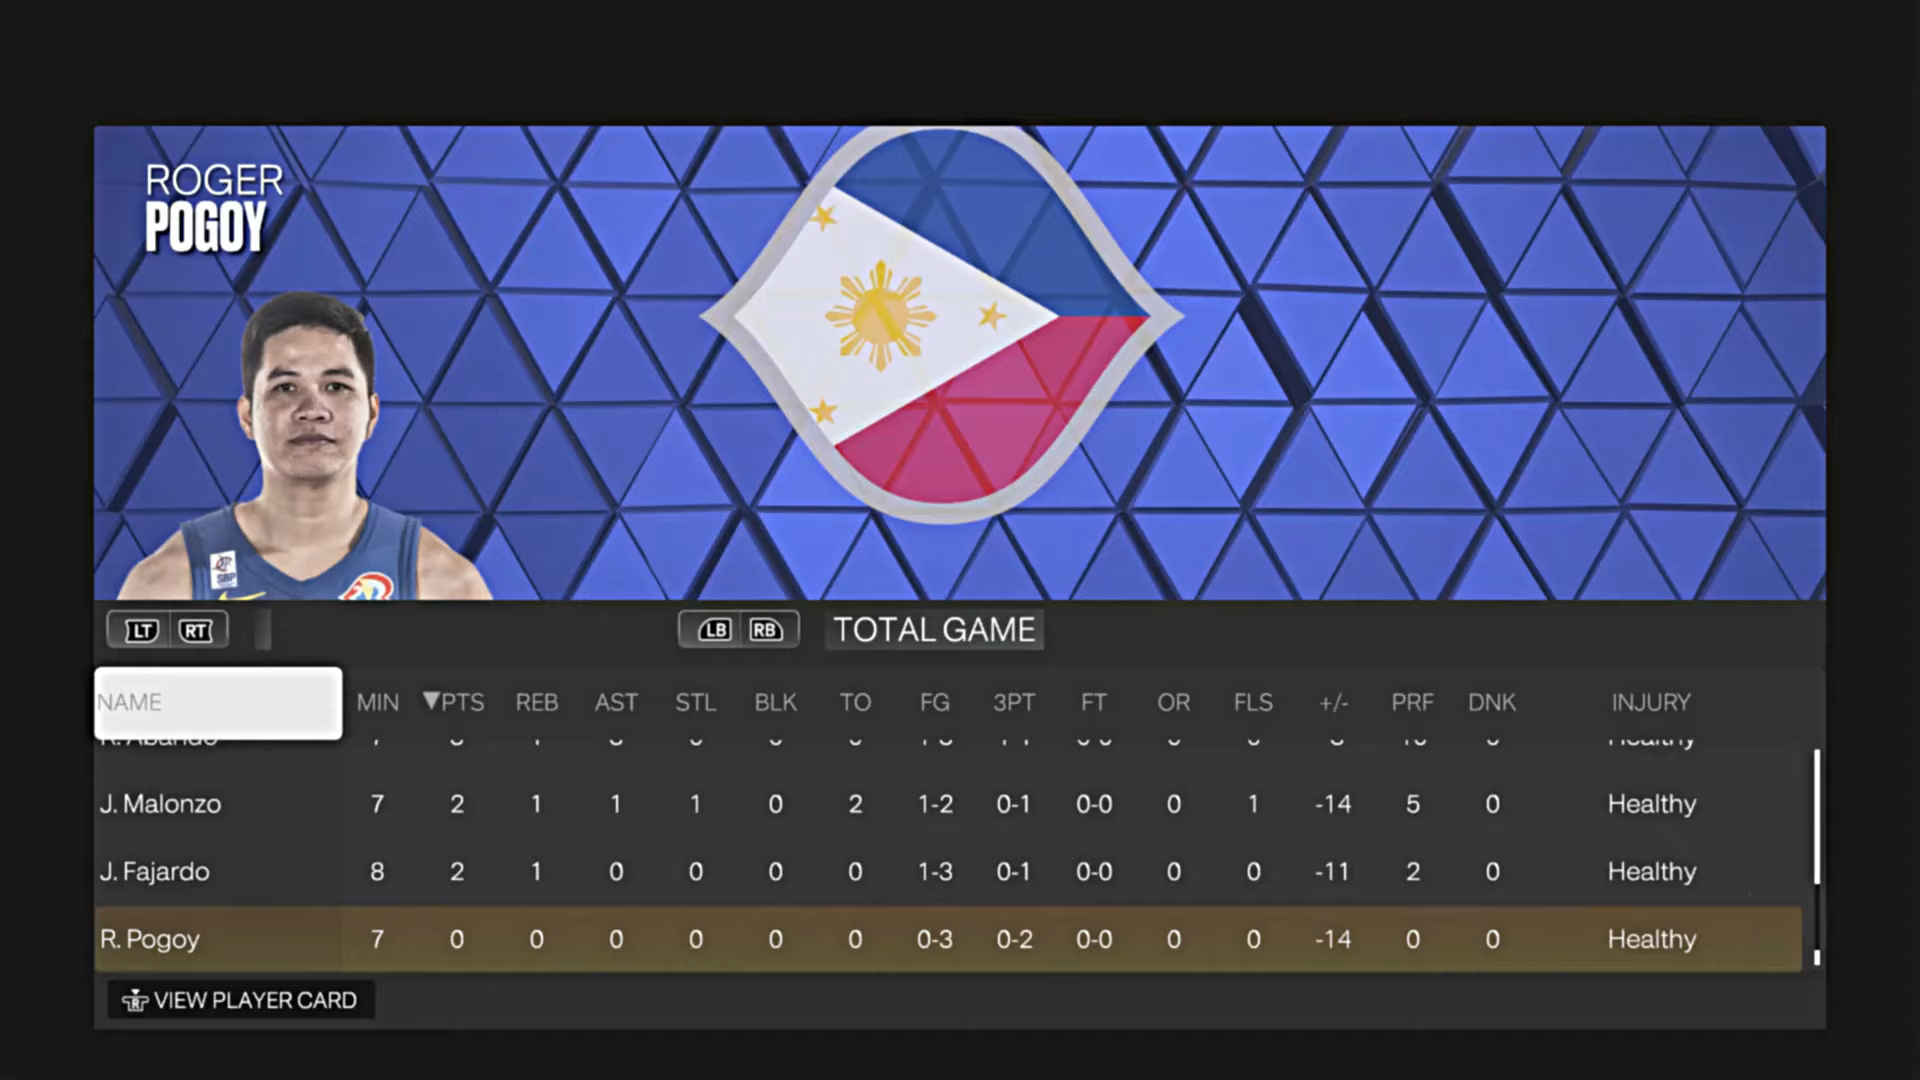 ROGER
POGOY
SBP
LT RT LB RB TOTAL GAME
NAME MIN ▼PTS REB AST STL BLK TO FG 3PT FT OR FLS +/- PRF DNK INJURY
R. Abando Healthy
J. Malonzo 7 2 1 1 1 0 2 1-2 0-1 0-0 0 1 -14 5 0 Healthy
J. Fajardo 8 2 1 0 0 0 0 1-3 0-1 0-0 0 0 -11 2 0 Healthy
R. Pogoy 7 0 0 0 0 0 0 0-3 0-2 0-0 0 0 -14 0 0 Healthy
R VIEW PLAYER CARD